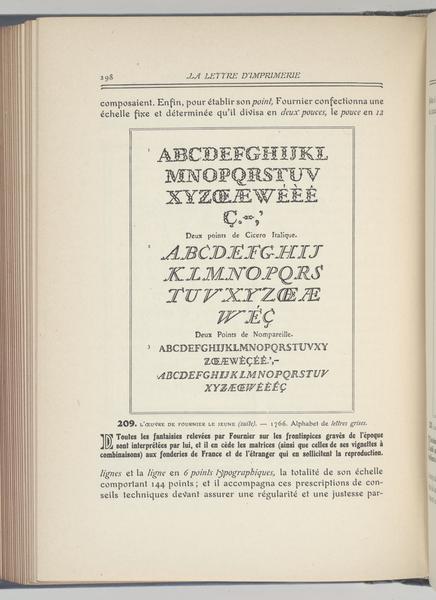 198
LA LETTRE D'IMPRIMERIE
composaient. Enfin, pour établir son point, Fournier confectionna une
échelle fixe et déterminée qu'il divisa en deux pouces, le pouce en 12
1 ABCDEFGHIJKL
MNOPQRSTUV
XYZŒÆWÉÈÊ
Ç.-,’
Deux points de Cicero Italique.
2 ABCDEFGHIJ
KLMNOPQRS
TUVXYZŒÆ
WÉÇ
Deux Points de Nompareille.
3 ABCDEFGHIJKLMNOPQRSTUVXY
ZŒÆWÈÇÉÊ.’,-
ABCDEFGHIJKLMNOPQRSTUV
XYZÆŒWÈÉÊÇ
209. L'ŒUVRE DE FOURNIER LE JEUNE (suite). — 1766. Alphabet de lettres grises.
D Toutes les fantaisies relevées par Fournier sur les frontispices gravés de l'époque
sont interprétées par lui, et il en cède les matrices (ainsi que celles de ses vignettes à
combinaisons) aux fonderies de France et de l'étranger qui en sollicitent la reproduction.
lignes et la ligne en 6 points typographiques, la totalité de son échelle
comportant 144 points; et il accompagna ces prescriptions de con-
seils techniques devant assurer une régularité et une justesse par-